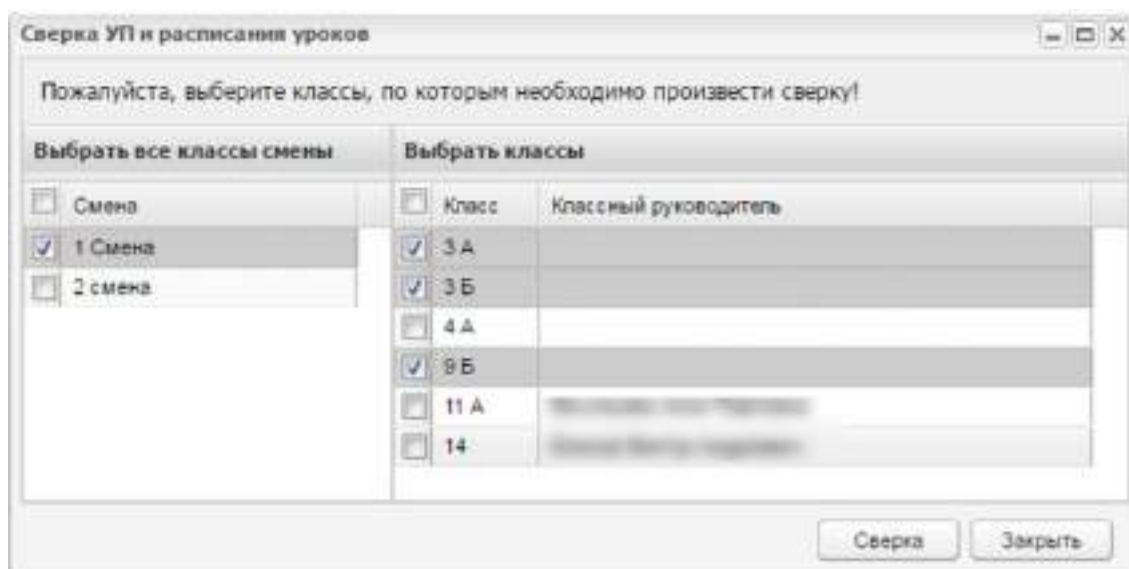 Сверка УП и расписания уроков
Пожалуйста, выберите классы, по которым необходимо произвести сверку!
Выбрать все классы смены
Выбрать классы
Смена
Класс Классный руководитель
1 Смена
3 А
2 смена
3 Б
4 А
9 Б
11 А
14
Сверка Закрыть